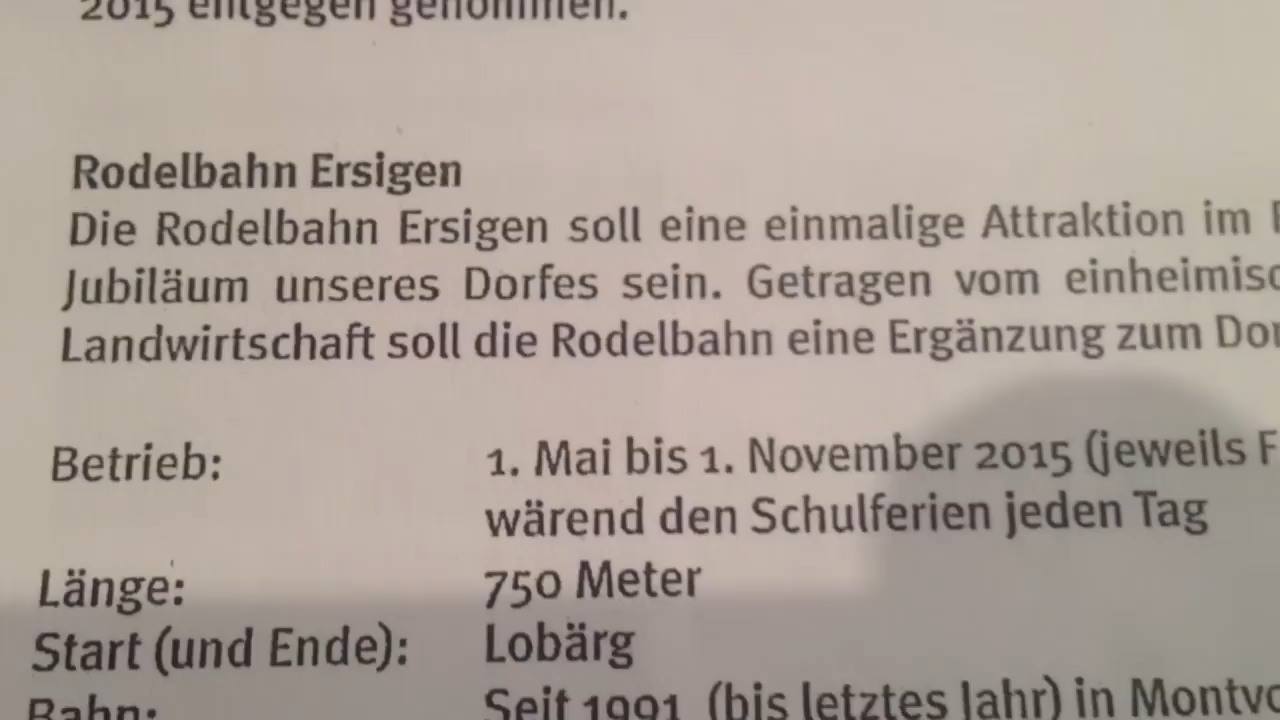 2015 entgegen genommen.
Rodelbahn Ersigen
Die Rodelbahn Ersigen soll eine einmalige Attraktion im
Jubiläum unseres Dorfes sein. Getragen vom
Landwirtschaft soll die Rodelbahn eine Ergänzung zum
Betrieb: 1. Mai bis 1. November 2015 (jeweils
wärend den Schulferien jeden Tag
Länge: 750 Meter
Start (und Ende): Lobärg
Bahn: Seit 1991 (bis letztes Jahr) in